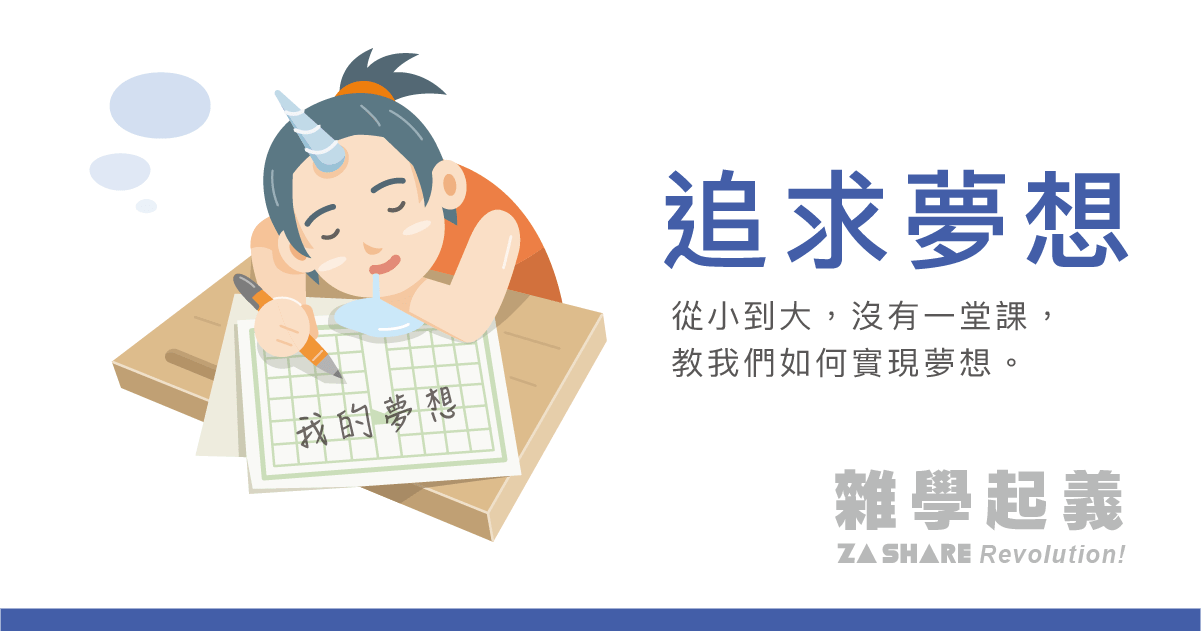 追求夢想
從小到大，沒有一堂課，
教我們如何實現夢想。
我的夢想
雜學起義
ZA SHARE Revolution!